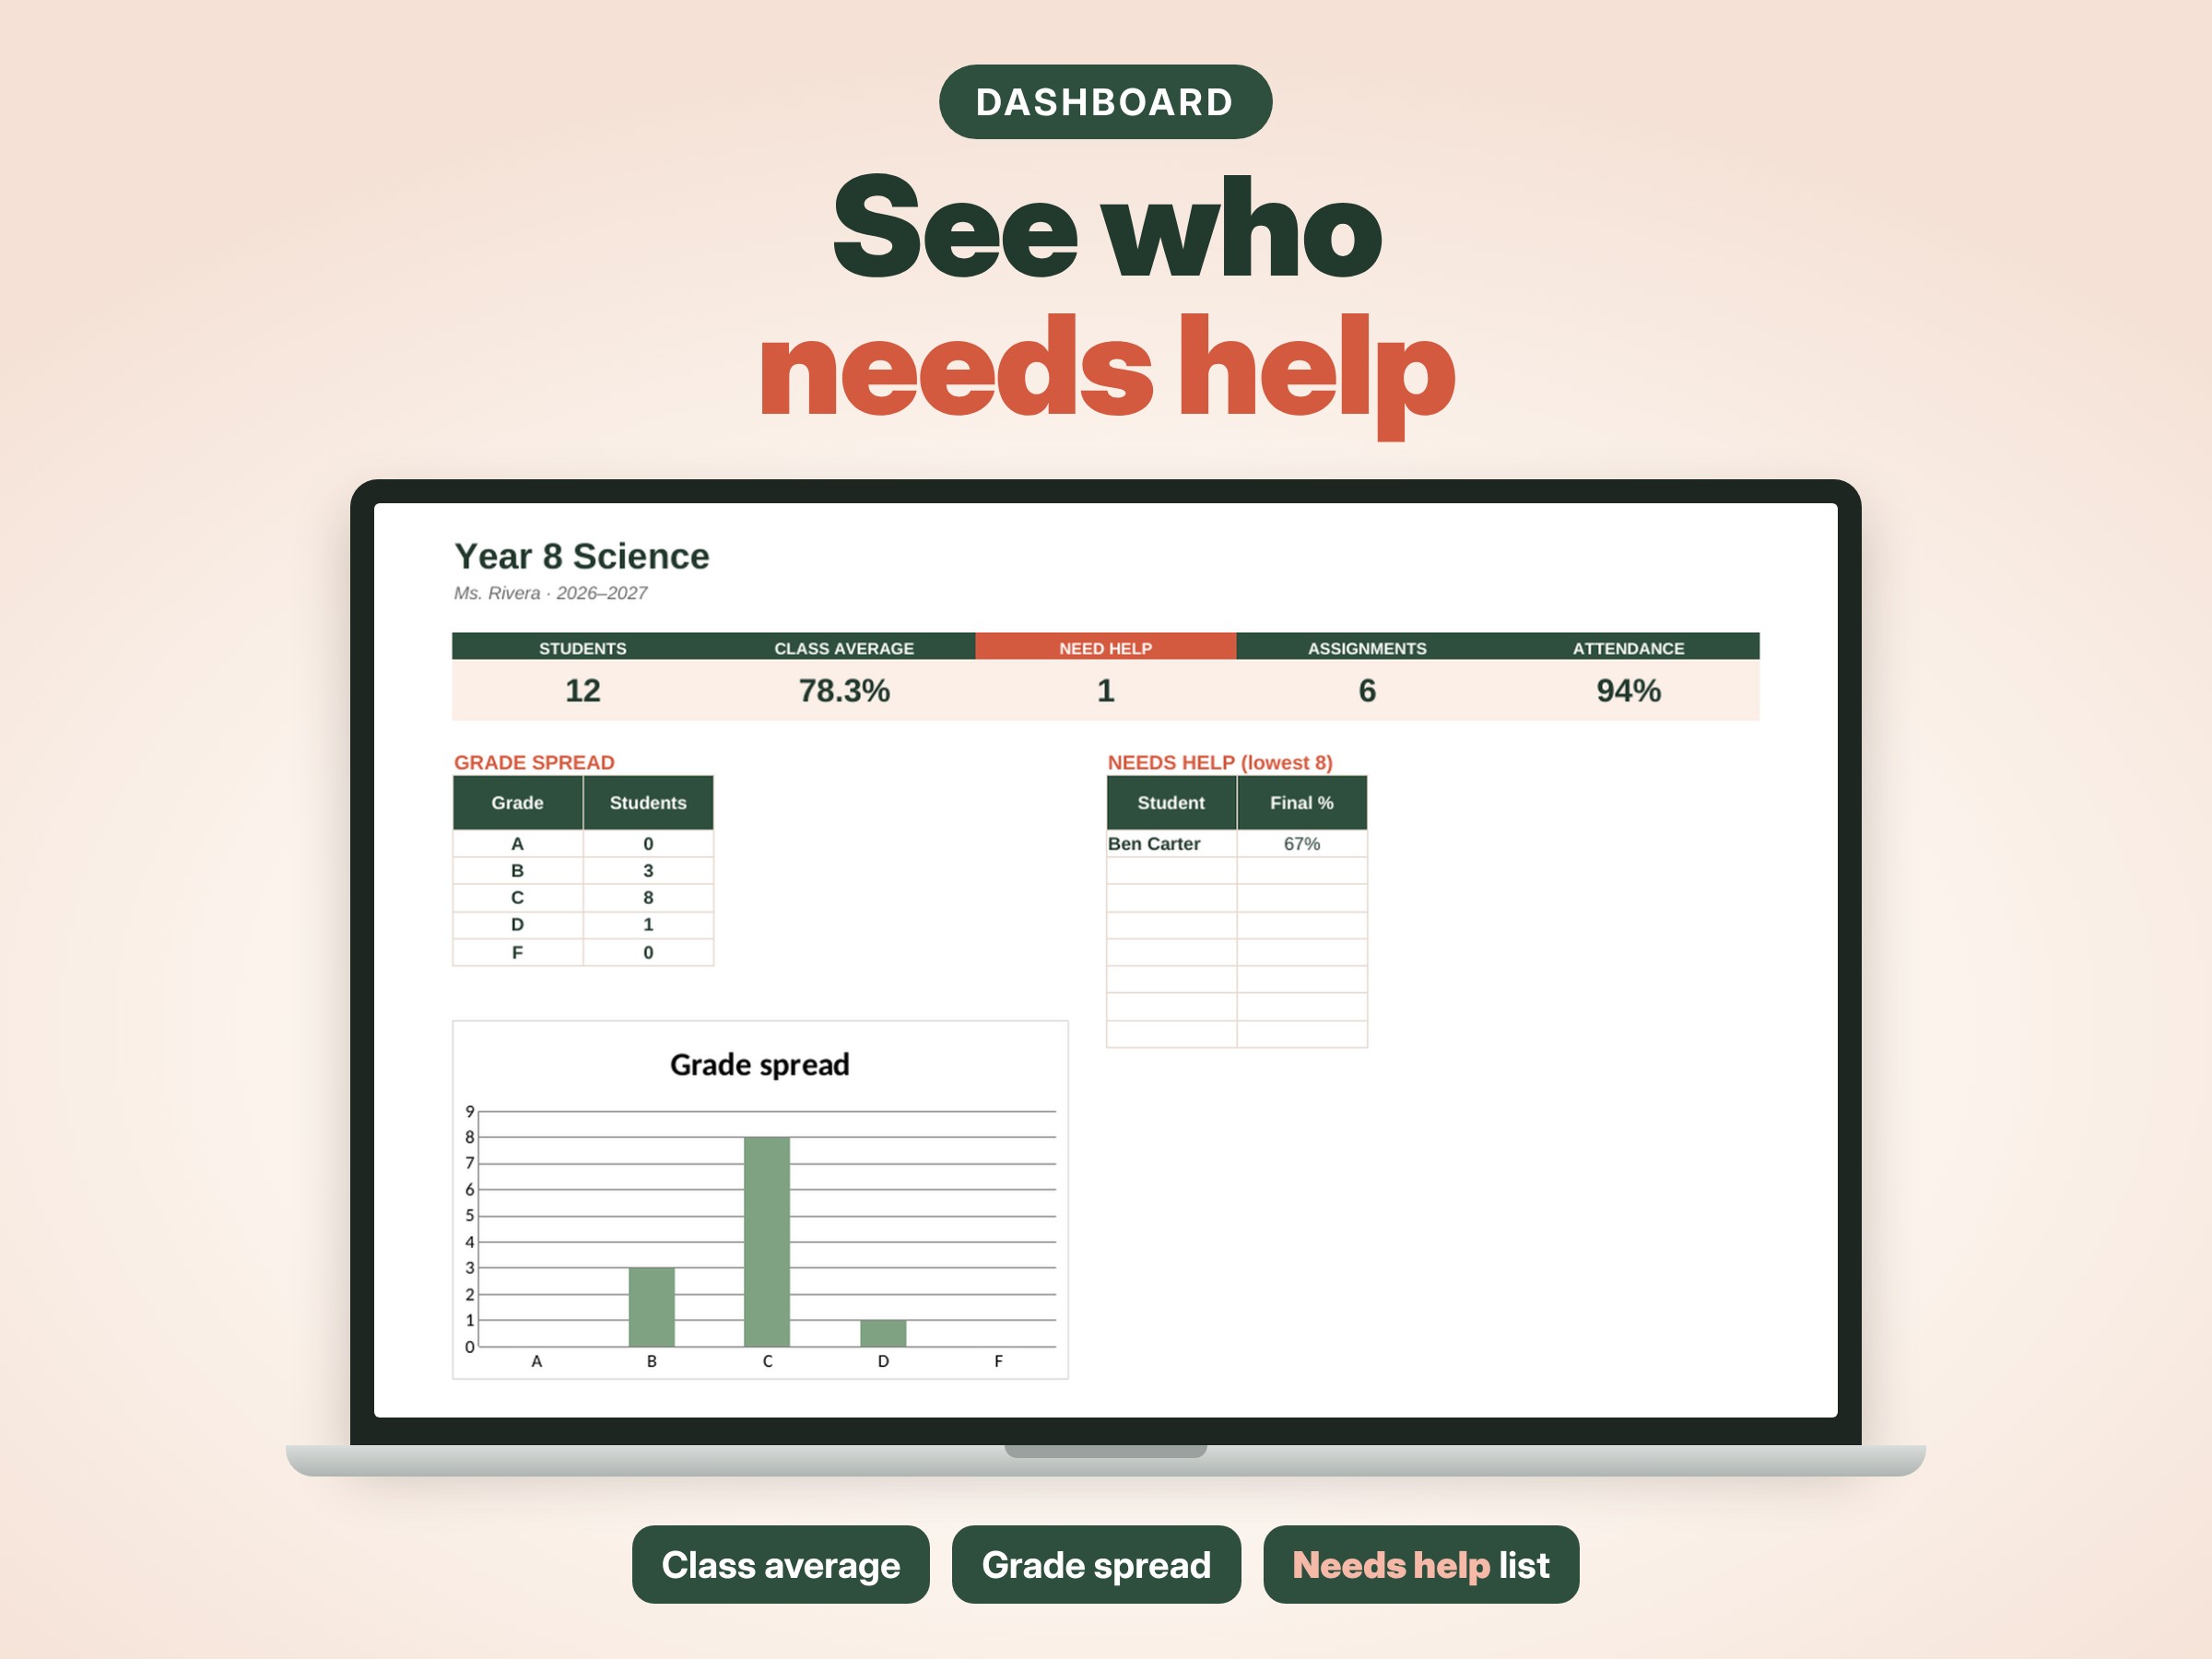 DASHBOARD
See who
needs help
Year 8 Science
Ms. Rivera · 2026–2027
STUDENTS CLASS AVERAGE NEED HELP ASSIGNMENTS ATTENDANCE
12 78.3% 1 6 94%
GRADE SPREAD
Grade Students
A 0
B 3
C 8
D 1
F 0
NEEDS HELP (lowest 8)
Student Final %
Ben Carter 67%
Grade spread
9
8
7
6
5
4
3
2
1
0
A B C D F
Class average
Grade spread
Needs help list